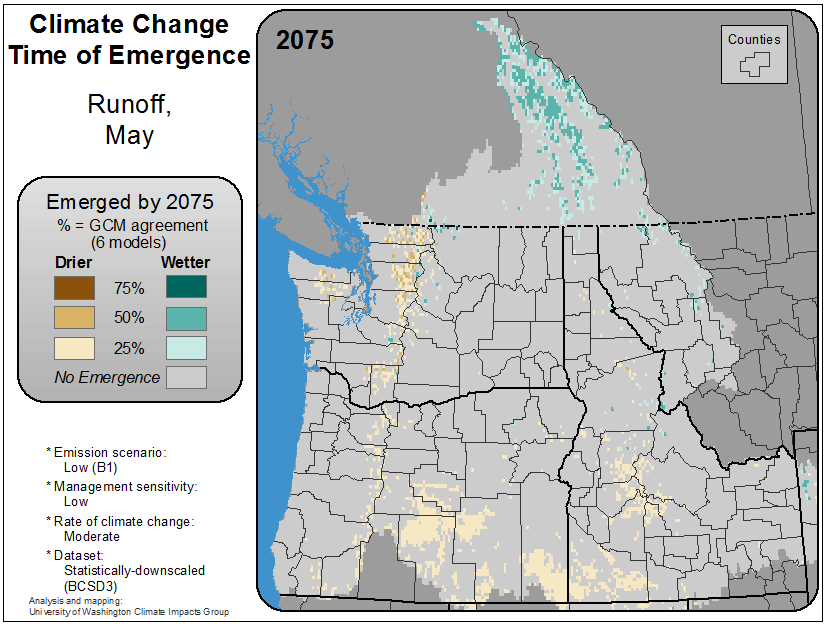 Climate Change
Time of Emergence
Runoff,
May
Emerged by 2075
% = GCM agreement
(6 models)
Drier Wetter
75%
50%
25%
No Emergence
* Emission scenario:
Low (B1)
* Management sensitivity:
Low
* Rate of climate change:
Moderate
* Dataset:
Statistically-downscaled
(BCSD3)
Analysis and mapping:
University of Washington Climate Impacts Group
2075
Counties